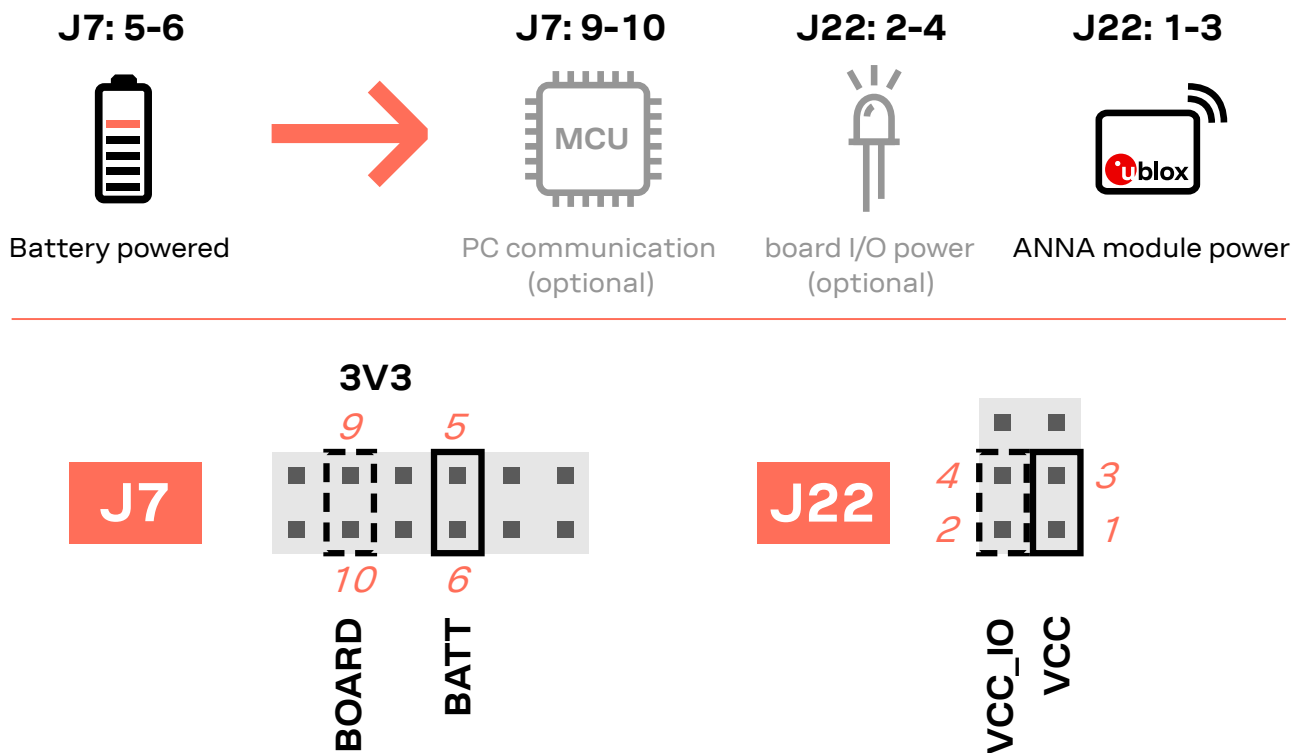 J7: 5-6
J7: 9-10
J22: 2-4
J22: 1-3
MCU
ublox
Battery powered
PC communication
(optional)
board I/O power
(optional)
ANNA module power
3V3
9
5
J7
10
6
BOARD
BATT
J22
4
3
2
1
VCC_IO
VCC